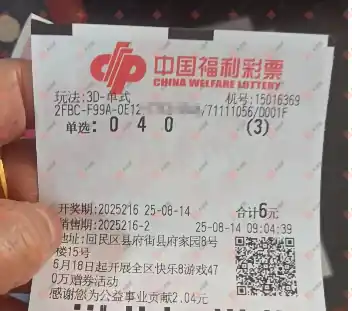 中国福利彩票
CHINA WELFARE LOTTERY
玩法:3D-单式
机号:15016369
2FBC-F99A-0E12-
/71111056/D001F
单选: 0 4 0 (3)
开奖期:2025216 25-08-14 合计6元
销售期:2025216-2 25-08-14 09:04:39
地址:回民区县府街县府家园8号
楼15号
6月18日起开展全区快乐8游戏47
0万赠券活动
感谢您为公益事业贡献2.04元